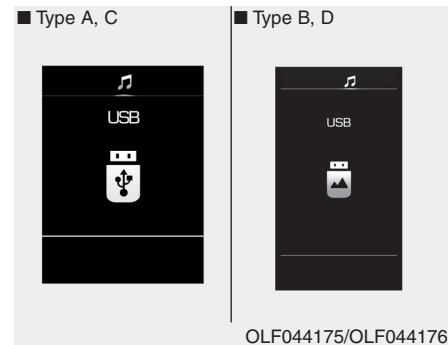 ■ Type A, C
USB
■ Type B, D
USB
OLF044175/OLF044176